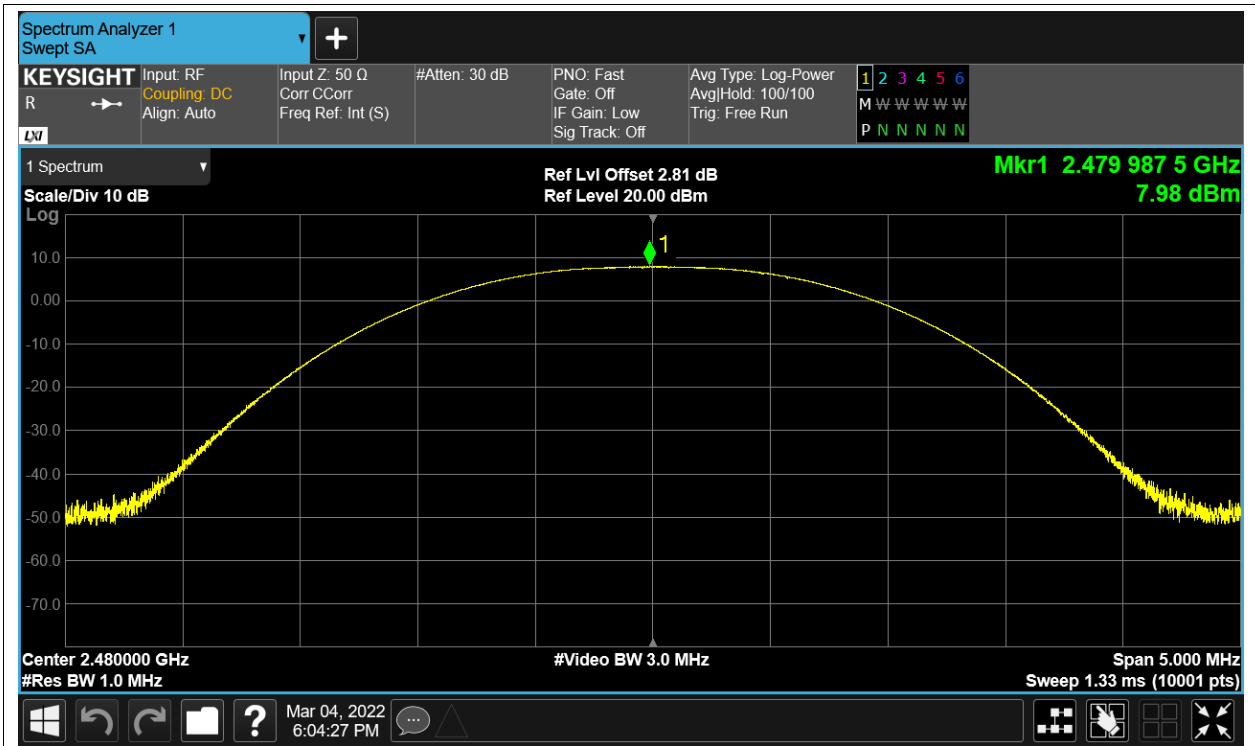 Spectrum Analyzer 1
Swept SA
KEYSIGHT
R
LXI
Input: RF
Coupling: DC
Align: Auto
Input Z: 50 Ω
Corr CCorr
Freq Ref: Int (S)
#Atten: 30 dB
PNO: Fast
Gate: Off
IF Gain: Low
Sig Track: Off
Avg Type: Log-Power
Avg|Hold: 100/100
Trig: Free Run
1 2 3 4 5 6
M W W W W W
P N N N N N
1 Spectrum
Scale/Div 10 dB
Log
Ref Lvl Offset 2.81 dB
Ref Level 20.00 dBm
Mkr1 2.479 987 5 GHz
7.98 dBm
1
10.0
0.00
-10.0
-20.0
-30.0
-40.0
-50.0
-60.0
-70.0
Center 2.480000 GHz
#Res BW 1.0 MHz
#Video BW 3.0 MHz
Span 5.000 MHz
Sweep 1.33 ms (10001 pts)
?
Mar 04, 2022
6:04:27 PM